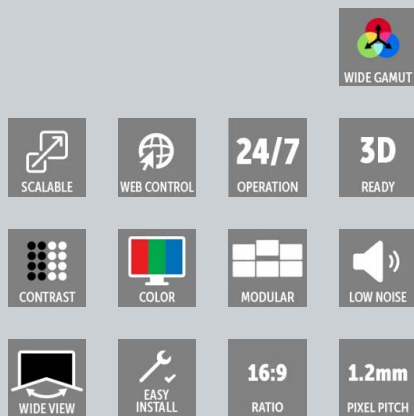 WIDE GAMUT
SCALABLE
WEB CONTROL
24/7
OPERATION
3D
READY
CONTRAST
COLOR
MODULAR
LOW NOISE
WIDE VIEW
EASY
INSTALL
16:9
RATIO
1.2mm
PIXEL PITCH